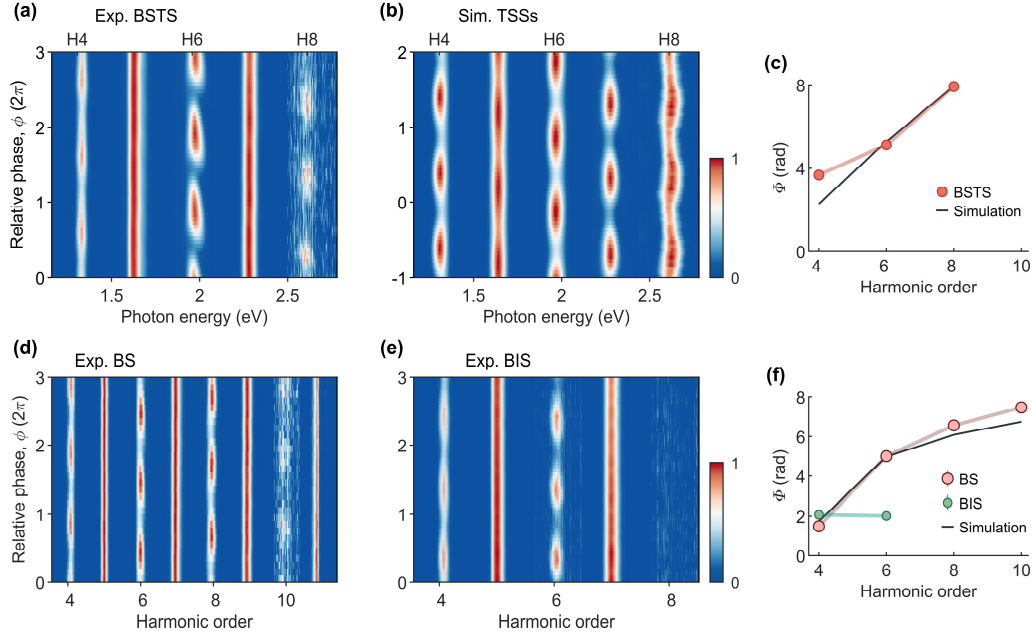 (a) Exp. BSTS
H4 H6 H8
Relative phase, ϕ (2π)
3
2
1
0
1.5 2 2.5
Photon energy (eV)
(b) Sim. TSSs
H4 H6 H8
2
1
0
-1
1.5 2 2.5
Photon energy (eV)
1
0
(c)
Φ (rad)
8
4
0
BSTS
Simulation
4 6 8 10
Harmonic order
(d) Exp. BS
Relative phase, ϕ (2π)
3
2
1
0
4 6 8 10
Harmonic order
(e) Exp. BIS
3
2
1
0
4 6 8
Harmonic order
1
0
(f)
Φ (rad)
8
6
4
2
0
BS
BIS
Simulation
4 6 8 10
Harmonic order